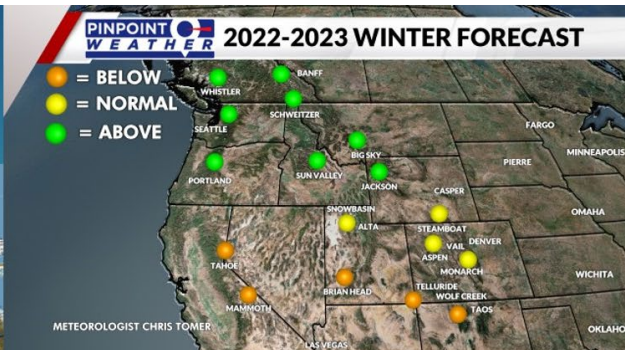 PINPOINT
WEATHER
2022-2023 WINTER FORECAST
= BELOW
= NORMAL
= ABOVE
WHISTLER
BANFF
SCHWEITZER
SEATTLE
FARGO
BIG SKY
MINNEAPOLIS
PORTLAND
SUN VALLEY
PIERRE
JACKSON
CASPER
SNOWBASIN
ALTA
OMAHA
STEAMBOAT
VAIL
DENVER
ASPEN
MONARCH
TAHOE
WICHITA
BRIAN HEAD
TELLURIDE
WOLF CREEK
MAMMOTH
TAOS
METEOROLOGIST CHRIS TOMER
OKLAHO
LAS VEGAS